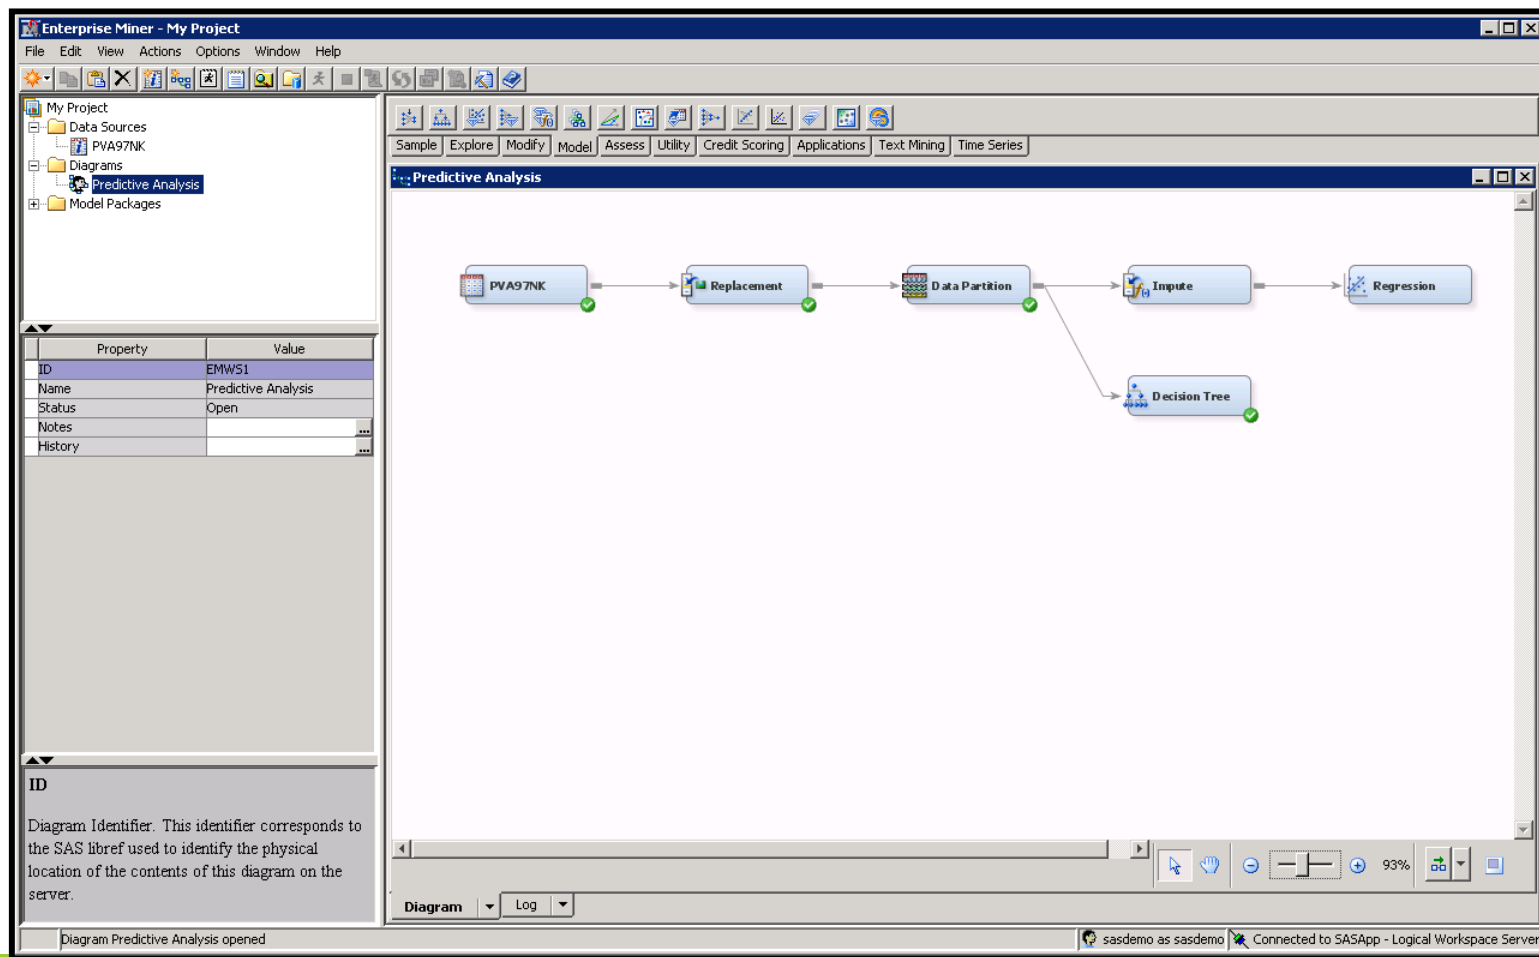 Enterprise Miner - My Project
File Edit View Actions Options Window Help
My Project
Data Sources
PVA97NK
Diagrams
Predictive Analysis
Model Packages
Property Value
ID EMWS1
Name Predictive Analysis
Status Open
Notes ...
History ...
ID
Diagram Identifier. This identifier corresponds to
the SAS libref used to identify the physical
location of the contents of this diagram on the
server.
Sample Explore Modify Model Assess Utility Credit Scoring Applications Text Mining Time Series
Predictive Analysis
PVA97NK Replacement Data Partition Impute Regression
Decision Tree
93%
Diagram Log
Diagram Predictive Analysis opened
sasdemo as sasdemo Connected to SASApp - Logical Workspace Server